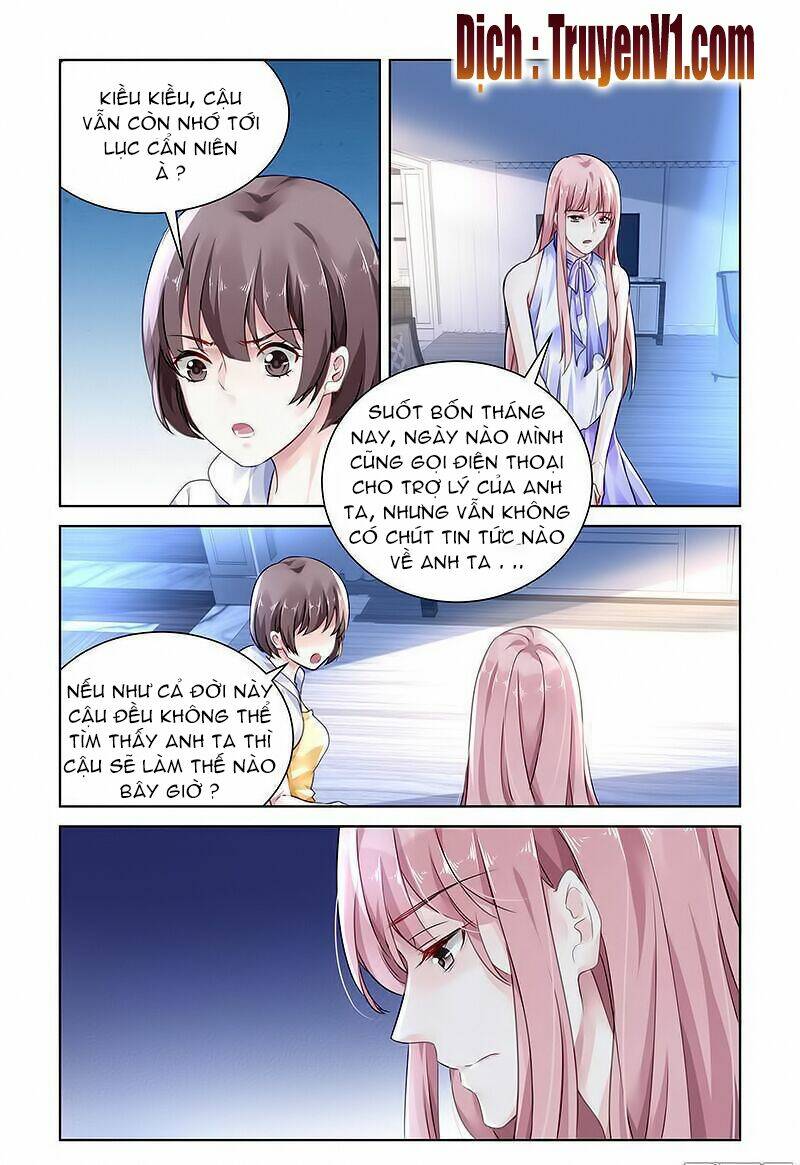 Dịch : TruyenV1.com
KIỀU KIỀU, CẬU
VẪN CÒN NHỚ TỚI
LỤC CẨN NIÊN
À ?
SUỐT BỐN THÁNG
NAY, NGÀY NÀO MÌNH
CŨNG GỌI ĐIỆN THOẠI
CHO TRỢ LÝ CỦA ANH
TA, NHƯNG VẪN KHÔNG
CÓ CHÚT TIN TỨC NÀO
VỀ ANH TA . ..
NẾU NHƯ CẢ ĐỜI NÀY
CẬU ĐỀU KHÔNG THỂ
TÌM THẤY ANH TA THÌ
CẬU SẼ LÀM THẾ NÀO
BÂY GIỜ ?